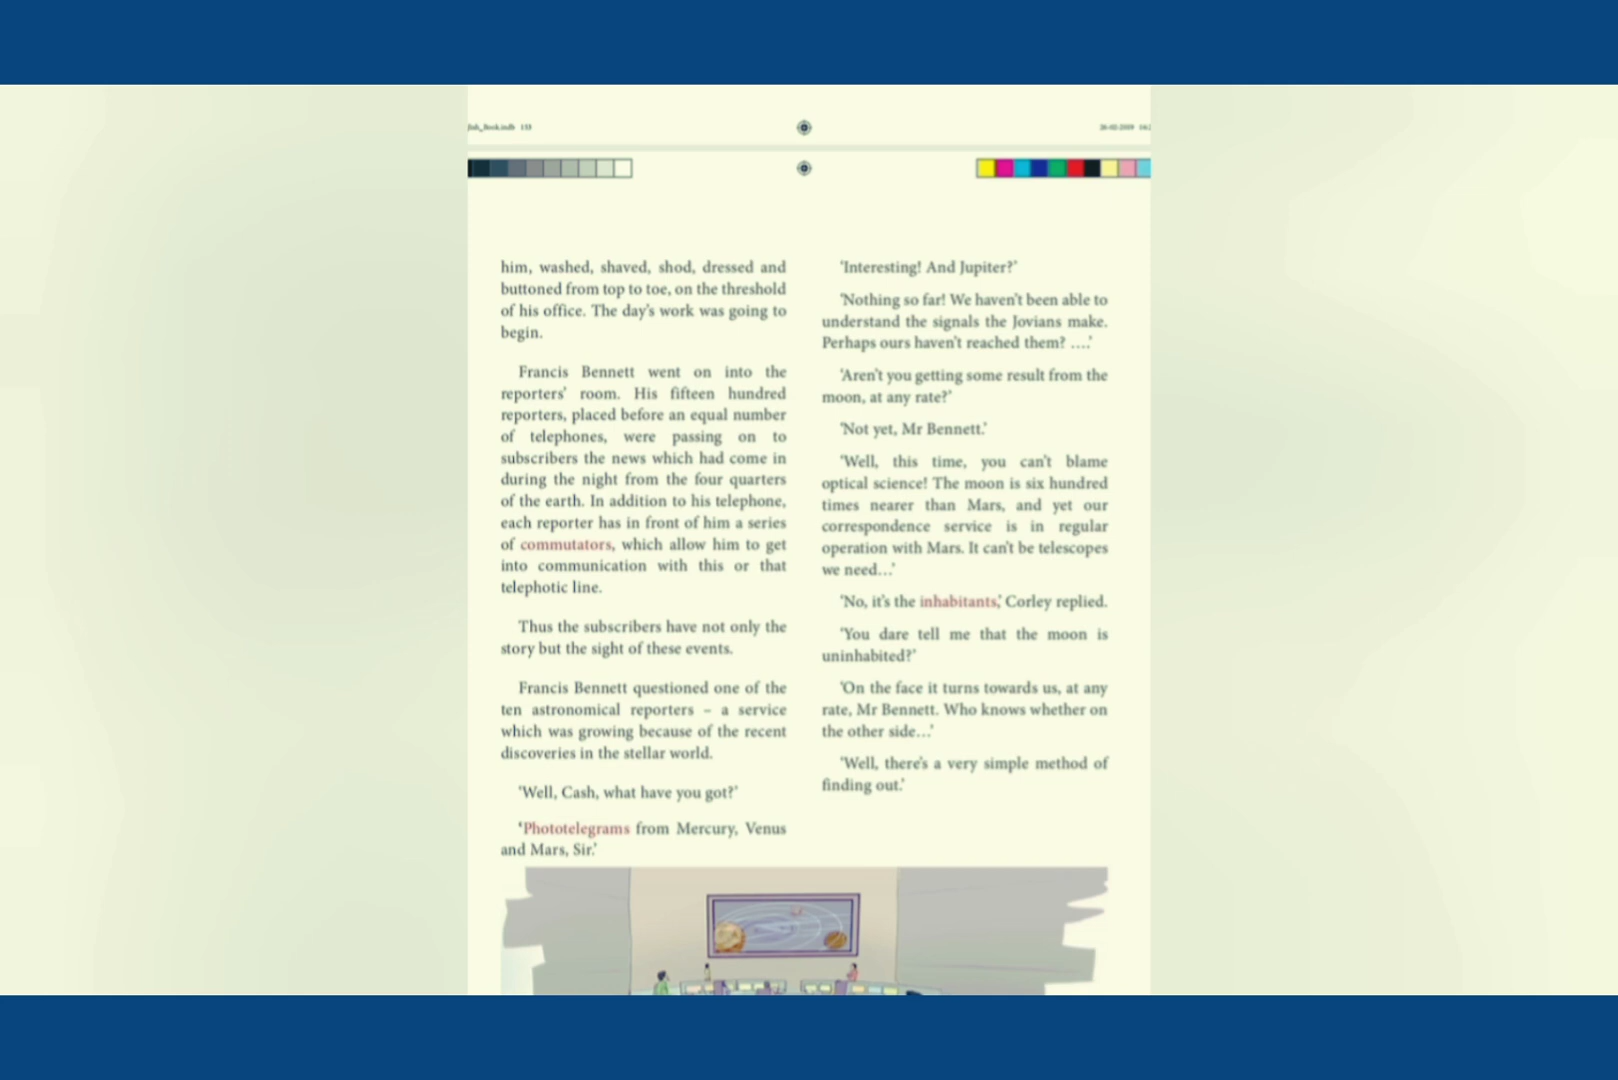 133
him, washed, shaved, shod, dressed and
buttoned from top to toe, on the threshold
of his office. The day's work was going to
begin.
Francis Bennett went on into the
reporters' room. His fifteen hundred
reporters, placed before an equal number
of telephones, were passing on to
subscribers the news which had come in
during the night from the four quarters
of the earth. In addition to his telephone,
each reporter has in front of him a series
of commutators, which allow him to get
into communication with this or that
telephotic line.
Thus the subscribers have not only the
story but the sight of these events.
Francis Bennett questioned one of the
ten astronomical reporters – a service
which was growing because of the recent
discoveries in the stellar world.
'Well, Cash, what have you got?'
'Phototelegrams from Mercury, Venus
and Mars, Sir.'
'Interesting! And Jupiter?'
'Nothing so far! We haven't been able to
understand the signals the Jovians make.
Perhaps ours haven't reached them? ….'
'Aren't you getting some result from the
moon, at any rate?'
'Not yet, Mr Bennett.'
'Well, this time, you can't blame
optical science! The moon is six hundred
times nearer than Mars, and yet our
correspondence service is in regular
operation with Mars. It can't be telescopes
we need…'
'No, it's the inhabitants,' Corley replied.
'You dare tell me that the moon is
uninhabited?'
'On the face it turns towards us, at any
rate, Mr Bennett. Who knows whether on
the other side…'
'Well, there's a very simple method of
finding out.'